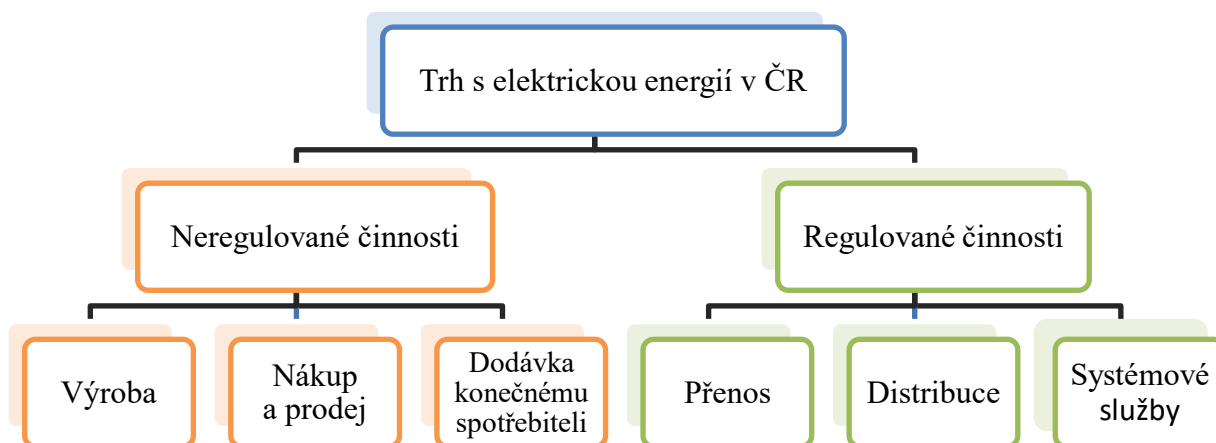 Trh s elektrickou energií v ČR
Neregulované činnosti
Regulované činnosti
Výroba
Nákup
a prodej
Dodávka
konečnému
spotřebiteli
Přenos
Distribuce
Systémové
služby